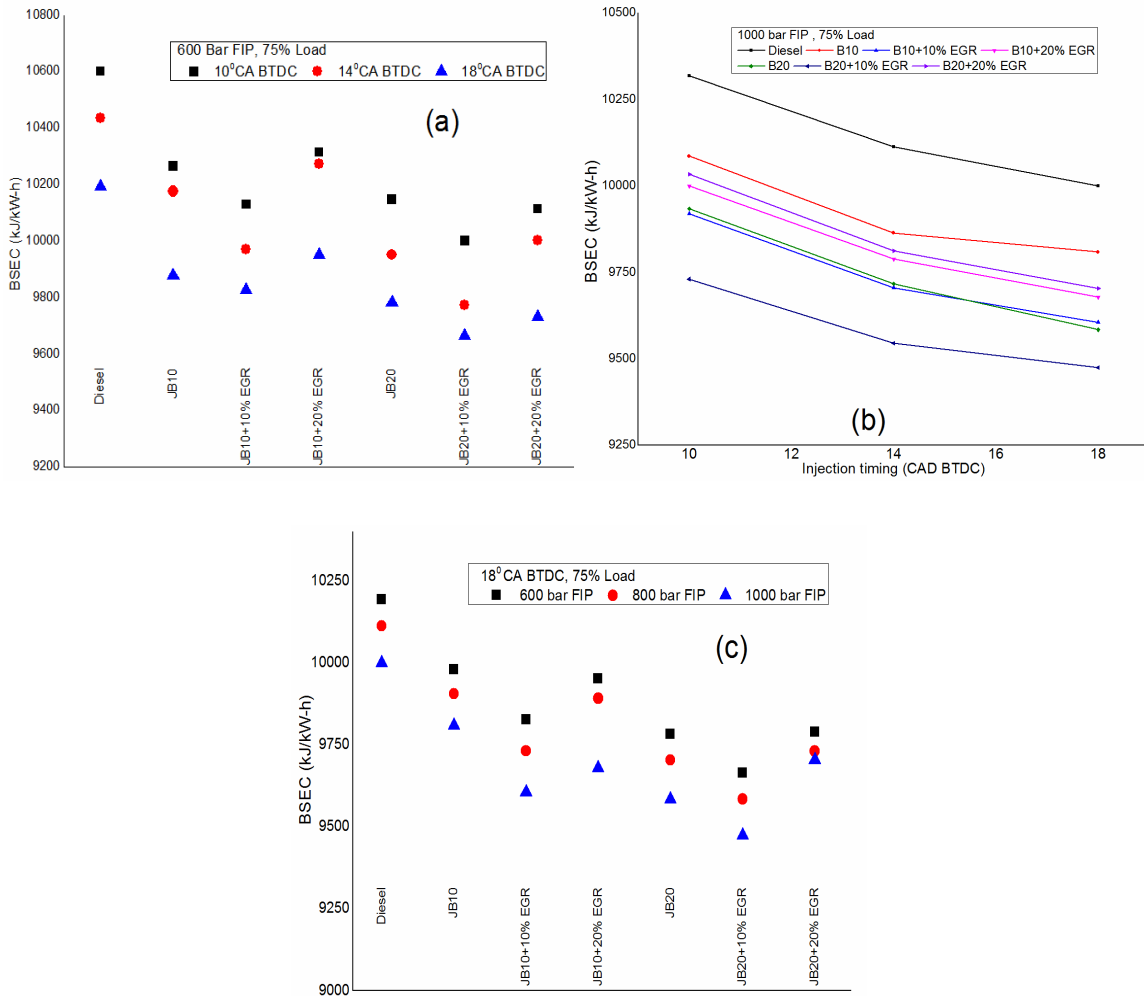 10800
10600
10400
10200
10000
9800
9600
9400
9200
BSEC (kJ/kW-h)
600 Bar FIP, 75% Load
10⁰CA BTDC 14⁰CA BTDC 18⁰CA BTDC
(a)
Diesel
JB10
JB10+10% EGR
JB10+20% EGR
JB20
JB20+10% EGR
JB20+20% EGR
10500
10250
10000
9750
9500
9250
BSEC (kJ/kW-h)
1000 bar FIP , 75% Load
Diesel B10 B10+10% EGR B10+20% EGR
B20 B20+10% EGR B20+20% EGR
(b)
10 12 14 16 18
Injection timing (CAD BTDC)
10250
10000
9750
9500
9250
9000
BSEC (kJ/kW-h)
18⁰ CA BTDC, 75% Load
600 bar FIP 800 bar FIP 1000 bar FIP
(c)
Diesel
JB10
JB10+10% EGR
JB10+20% EGR
JB20
JB20+10% EGR
JB20+20% EGR